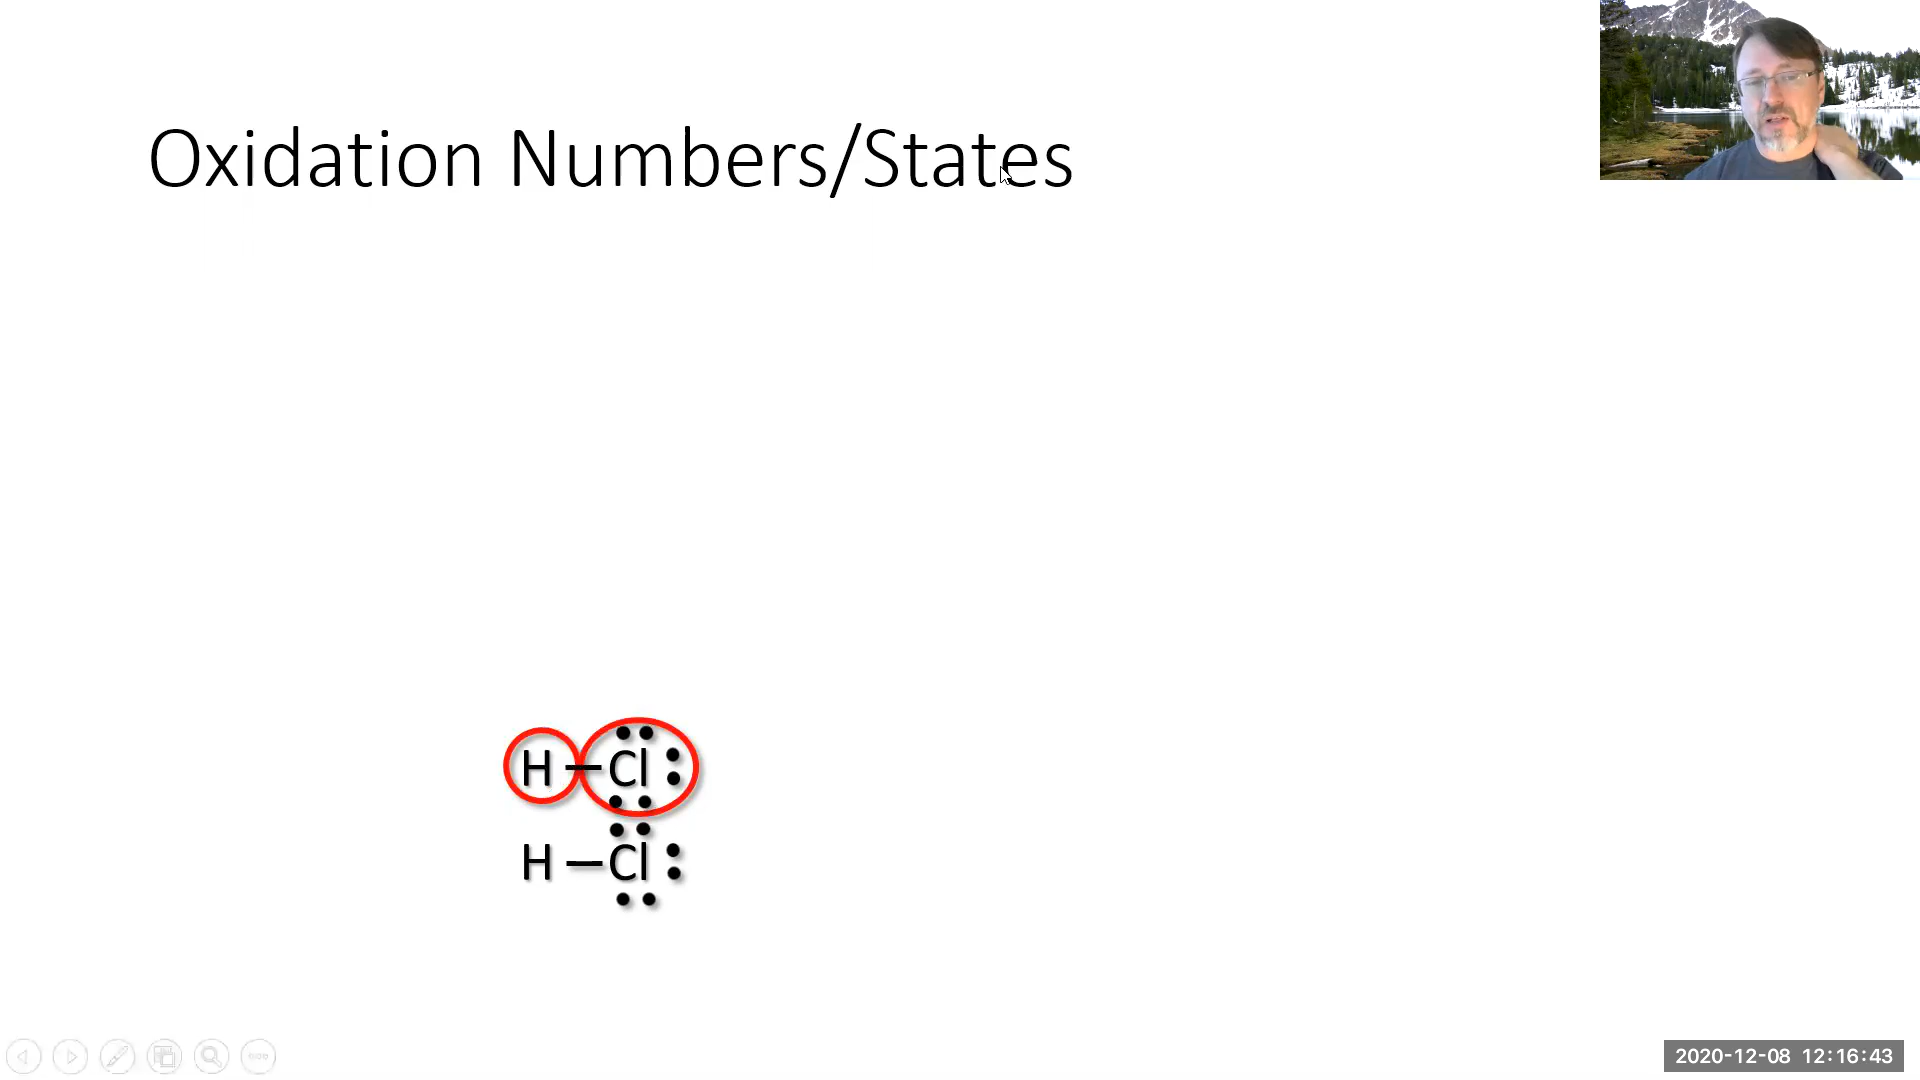 Oxidation Numbers/States
H — Cl
H — Cl
2020-12-08 12:16:43